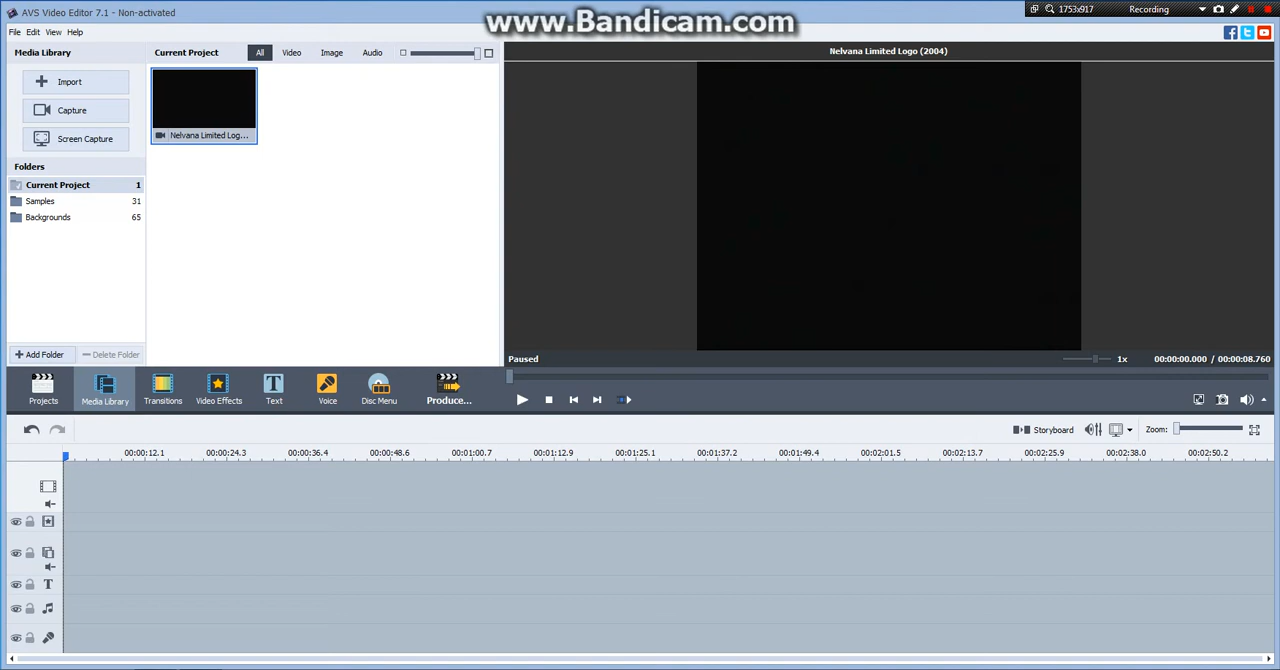 AVS Video Editor 7.1 - Non-activated
www.Bandicam.com
1753x917
Recording
File Edit View Help
Media Library
Current Project
All
Video
Image
Audio
Nelvana Limited Logo (2004)
Import
Capture
Screen Capture
Nelvana Limited Log...
Folders
Current Project 1
Samples 31
Backgrounds 65
+ Add Folder
Delete Folder
Paused
1x
00:00:00.000 / 00:00:08.760
Projects
Media Library
Transitions
Video Effects
Text
Voice
Disc Menu
Produce...
Storyboard
Zoom:
00:00:12.1 00:00:24.3 00:00:36.4 00:00:48.6 00:01:00.7 00:01:12.9 00:01:25.1 00:01:37.2 00:01:49.4 00:02:01.5 00:02:13.7 00:02:25.9 00:02:38.0 00:02:50.2
T